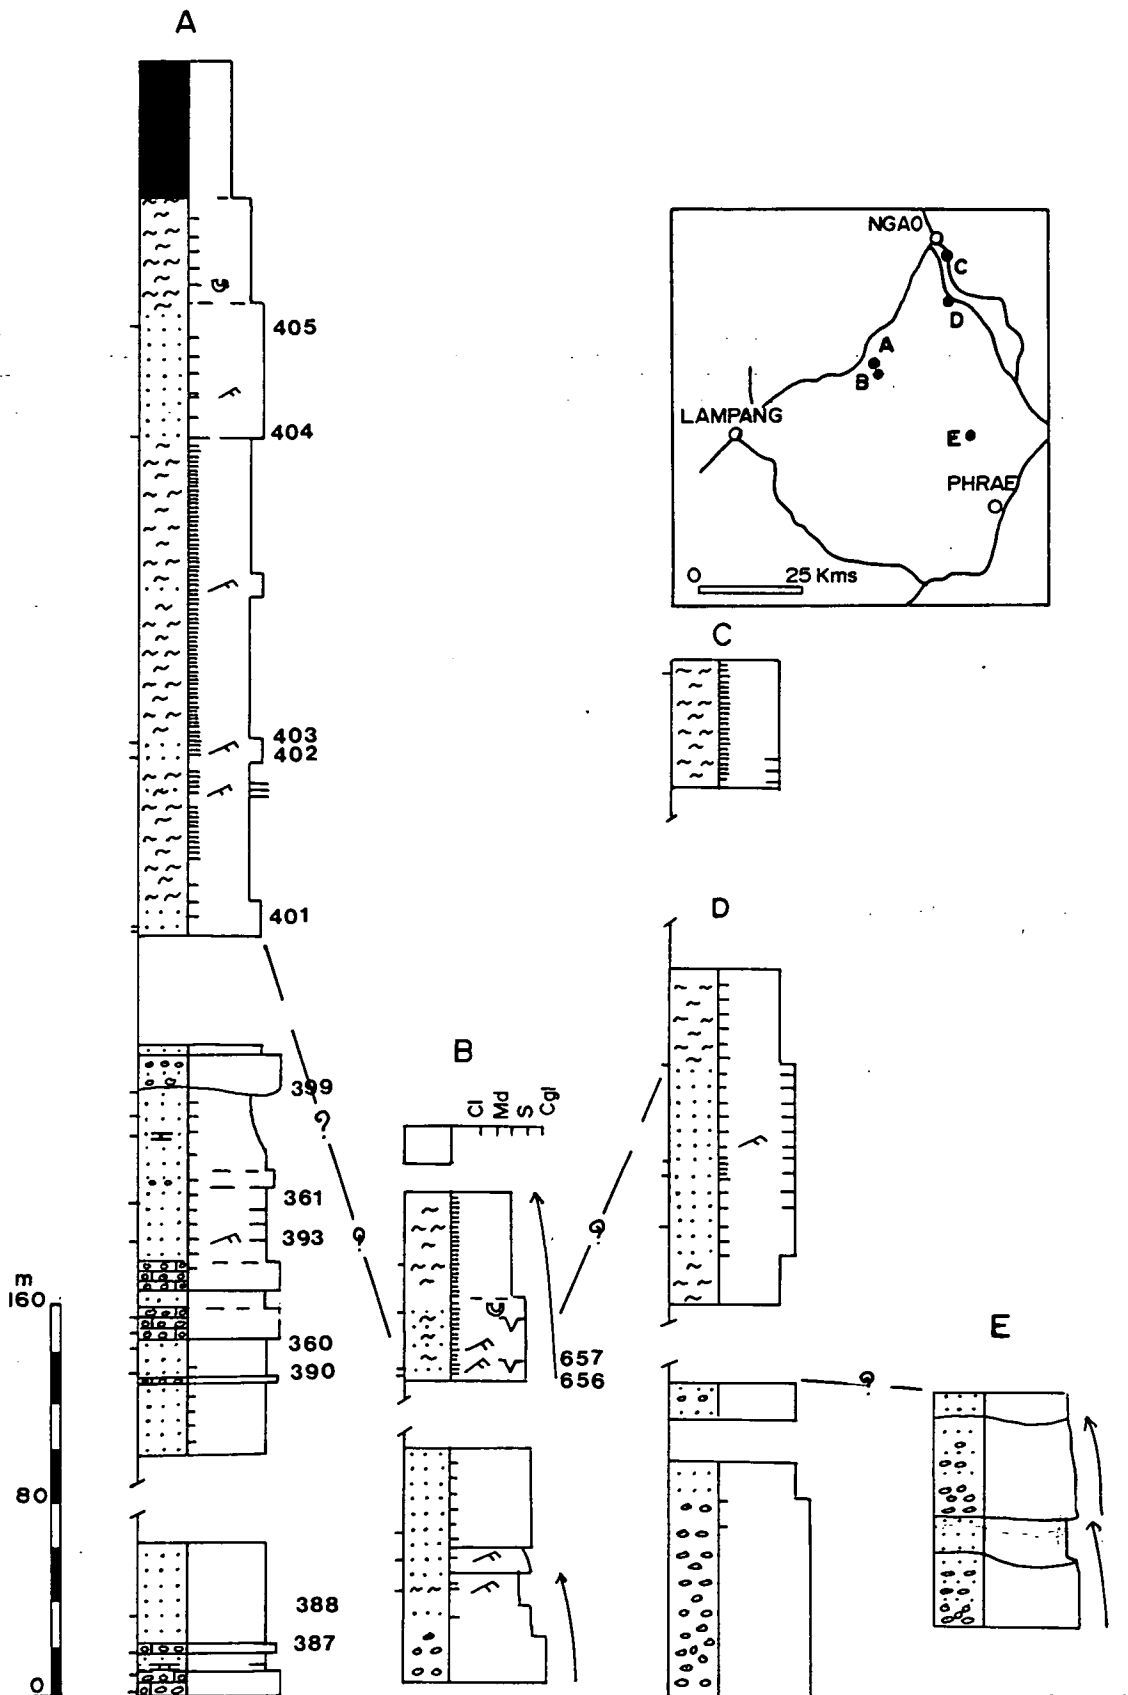 A
405
404
403
402
401
399
361
393
360
390
388
387
m
160
80
0
NGAO
C
D
A
B
LAMPANG
E
PHRAE
0 25 Kms
C
D
B
Cl Md S Cgl
657
656
E
?
?
?
?